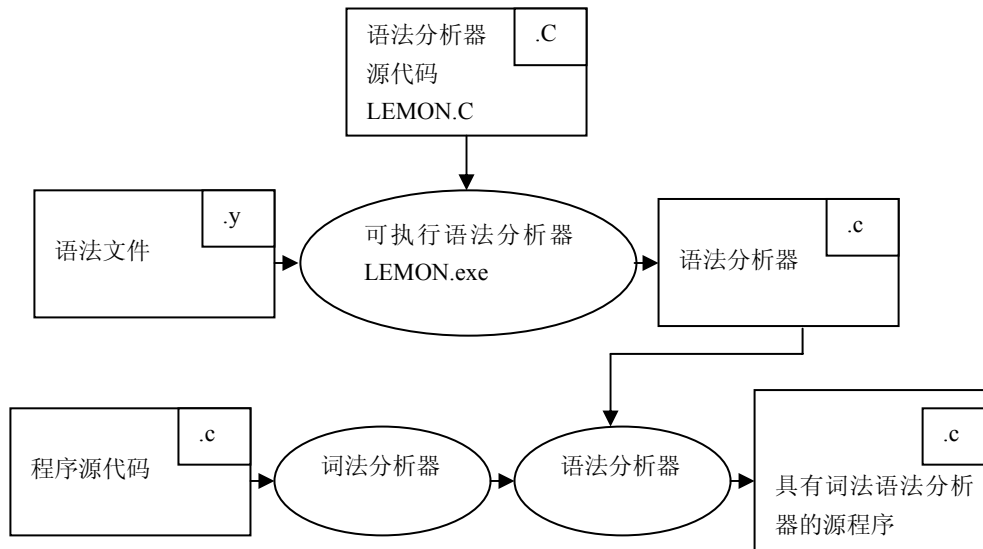 语法分析器
源代码
LEMON.C
.C
语法文件
.y
可执行语法分析器
LEMON.exe
语法分析器
.c
程序源代码
.c
词法分析器
语法分析器
.c
具有词法语法分析
器的源程序